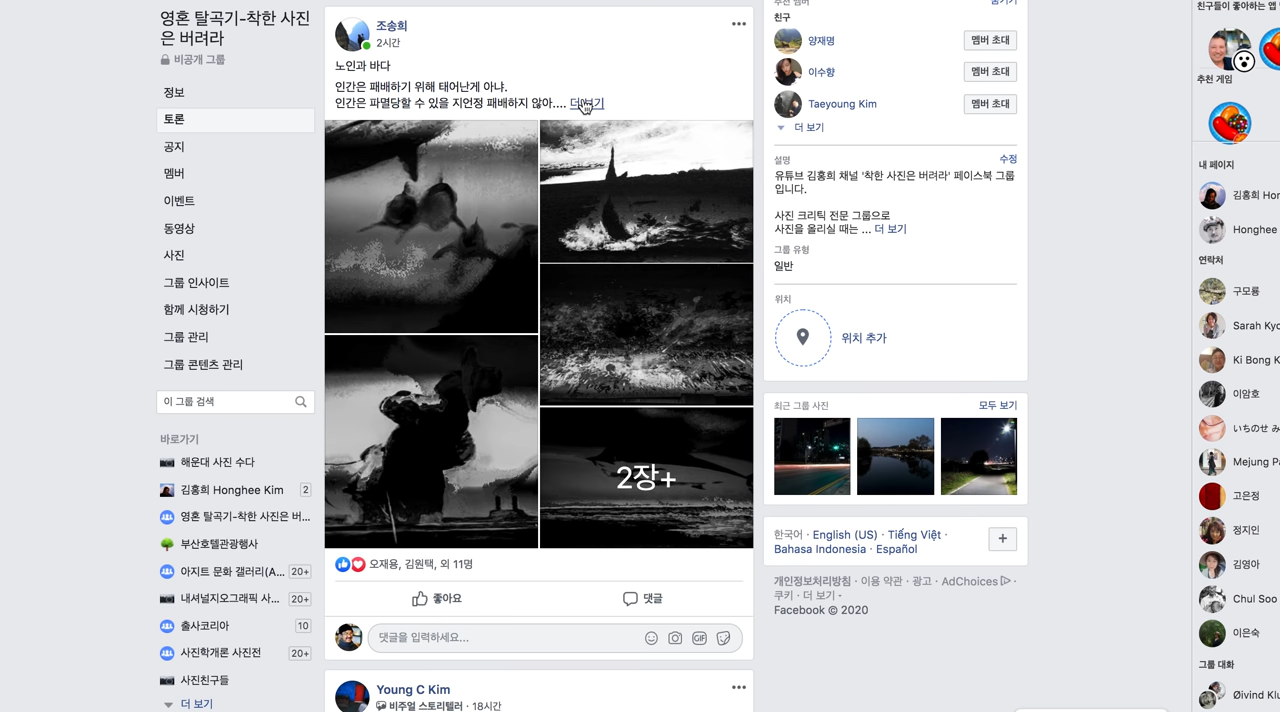 영혼 탈곡기-착한 사진
은 버려라
비공개 그룹
정보
토론
공지
멤버
이벤트
동영상
사진
그룹 인사이트
함께 시청하기
그룹 관리
그룹 콘텐츠 관리
이 그룹 검색
바로가기
해운대 사진 수다
김홍희 Honghee Kim 2
영혼 탈곡기-착한 사진은 버...
부산호텔관광행사
아지트 문화 갤러리(A... 20+
내셔널지오그래픽 사... 20+
출사코리아 10
사진학개론 사진전 20+
사진친구들
더 보기
조송희
2시간
노인과 바다
인간은 패배하기 위해 태어난게 아냐.
인간은 파멸당할 수 있을 지언정 패배하지 않아....
2장+
오재용, 김원택, 외 11명
좋아요
댓글
댓글을 입력하세요...
GIF
Young C Kim
비주얼 스토리텔러 · 18시간
친구
양재명 멤버 초대
이수향 멤버 초대
Taeyoung Kim 멤버 초대
더 보기
설명 수정
유튜브 김홍희 채널 '착한 사진은 버려라' 페이스북 그룹
입니다.
사진 크리틱 전문 그룹으로
사진을 올리실 때는 ... 더 보기
그룹 유형
일반
위치
위치 추가
최근 그룹 사진 모두 보기
한국어 · English (US) · Tiếng Việt ·
Bahasa Indonesia · Español
개인정보처리방침 · 이용 약관 · 광고 · AdChoices ·
쿠키 · 더 보기
Facebook © 2020
친구들이 좋아하는 앱
추천 게임
내 페이지
김홍희 Hon
Honghee
연락처
구모룡
Sarah Kyo
Ki Bong K
이암호
いちのせ み
Mejung Pa
고은정
정지인
김영아
Chul Soo
이은숙
그룹 대화
Øivind Klu